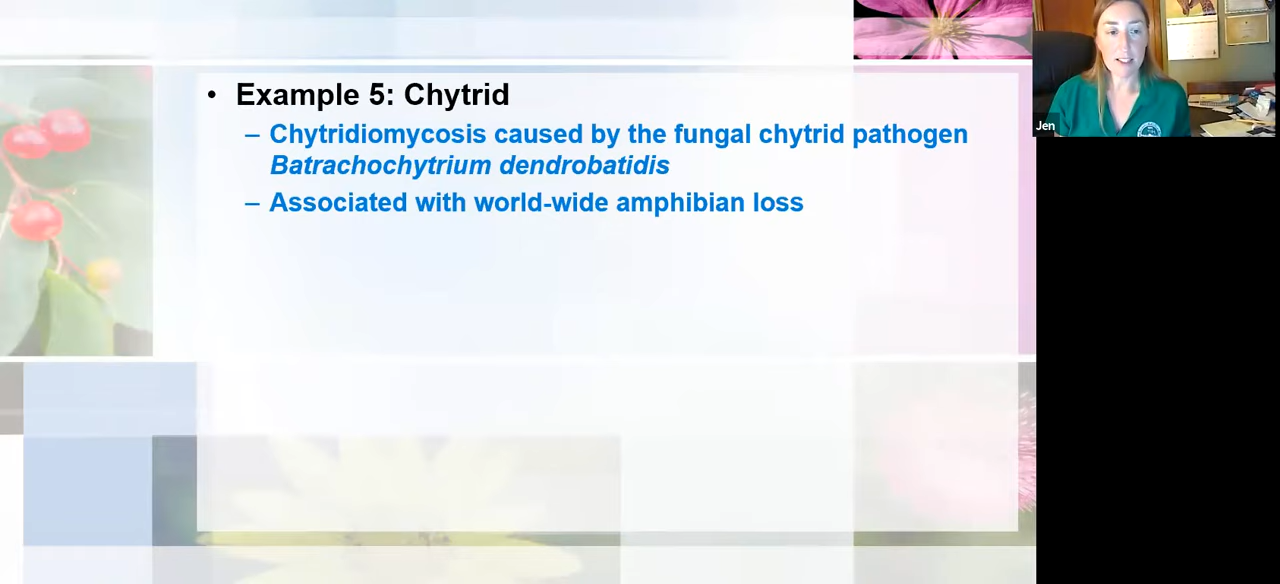 • Example 5: Chytrid
– Chytridiomycosis caused by the fungal chytrid pathogen
Batrachochytrium dendrobatidis
– Associated with world-wide amphibian loss
Jen